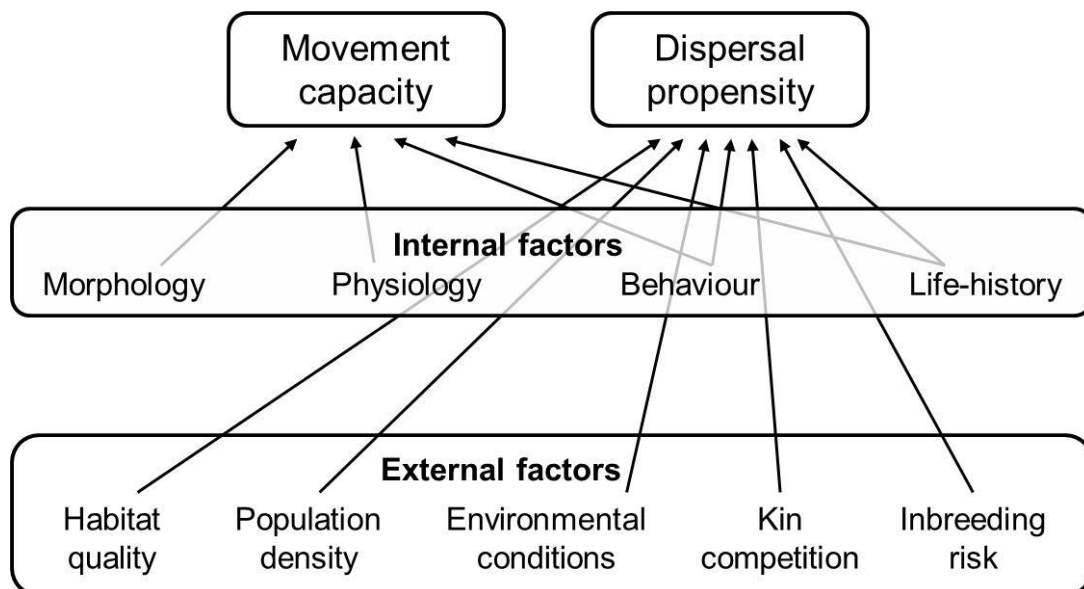 Movement
capacity
Dispersal
propensity
Internal factors
Morphology
Physiology
Behaviour
Life-history
External factors
Habitat
quality
Population
density
Environmental
conditions
Kin
competition
Inbreeding
risk